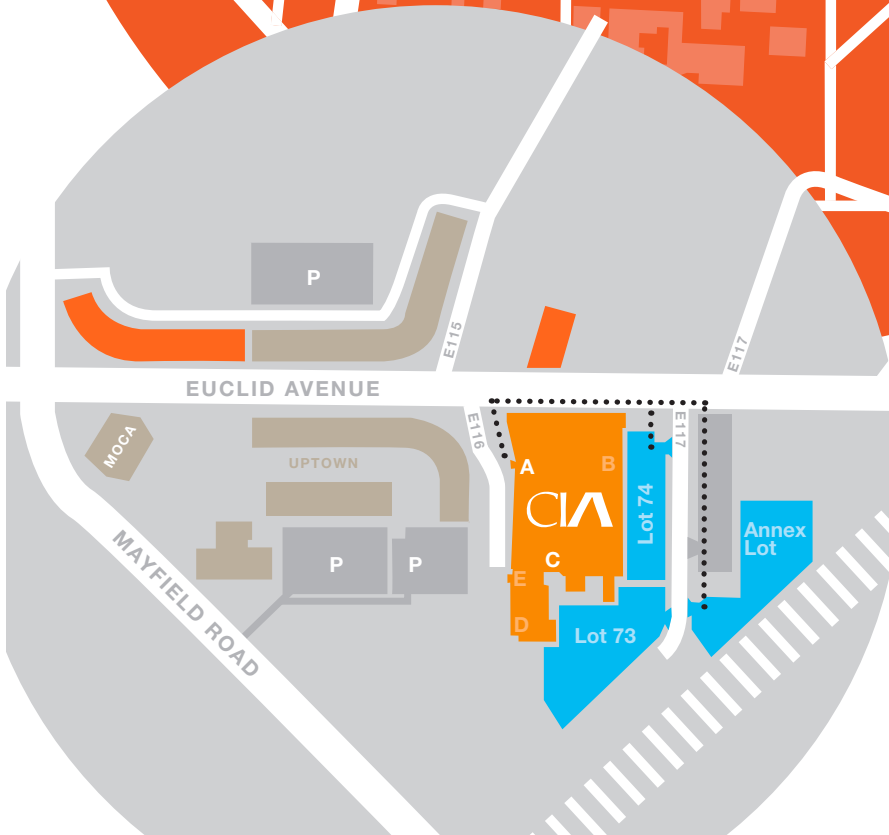 P
E115
E117
EUCLID AVENUE
MOCA
UPTOWN
E116
E117
A
B
Lot 74
CIA
Annex
Lot
P
P
C
E
D
Lot 73
MAYFIELD ROAD